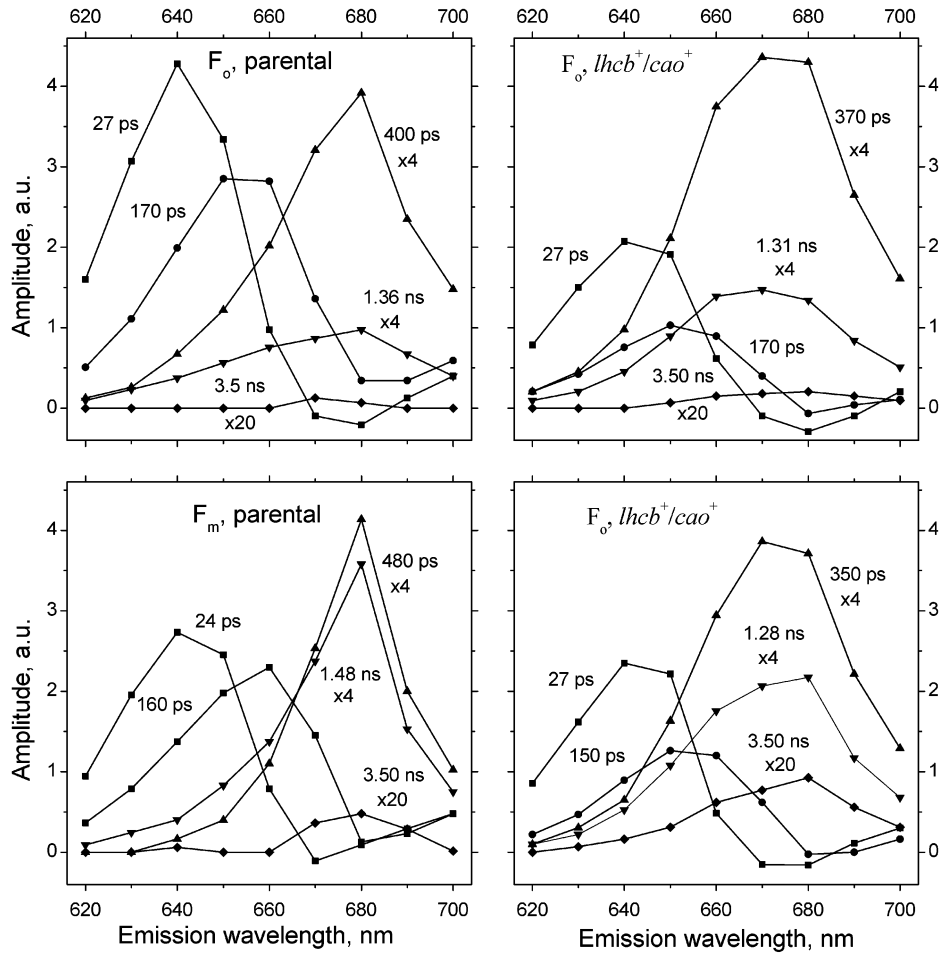 620 640 660 680 700
620 640 660 680 700
Amplitude, a.u.
4
3
2
1
0
F₀, parental
27 ps
170 ps
400 ps
x4
1.36 ns
x4
3.5 ns
x20
F₀, lhcb⁺/cao⁺
27 ps
370 ps
x4
1.31 ns
x4
170 ps
3.50 ns
x20
4
3
2
1
0
Amplitude, a.u.
4
3
2
1
0
Fₘ, parental
24 ps
160 ps
480 ps
x4
1.48 ns
x4
3.50 ns
x20
F₀, lhcb⁺/cao⁺
27 ps
150 ps
350 ps
x4
1.28 ns
x4
3.50 ns
x20
4
3
2
1
0
620 640 660 680 700
620 640 660 680 700
Emission wavelength, nm
Emission wavelength, nm